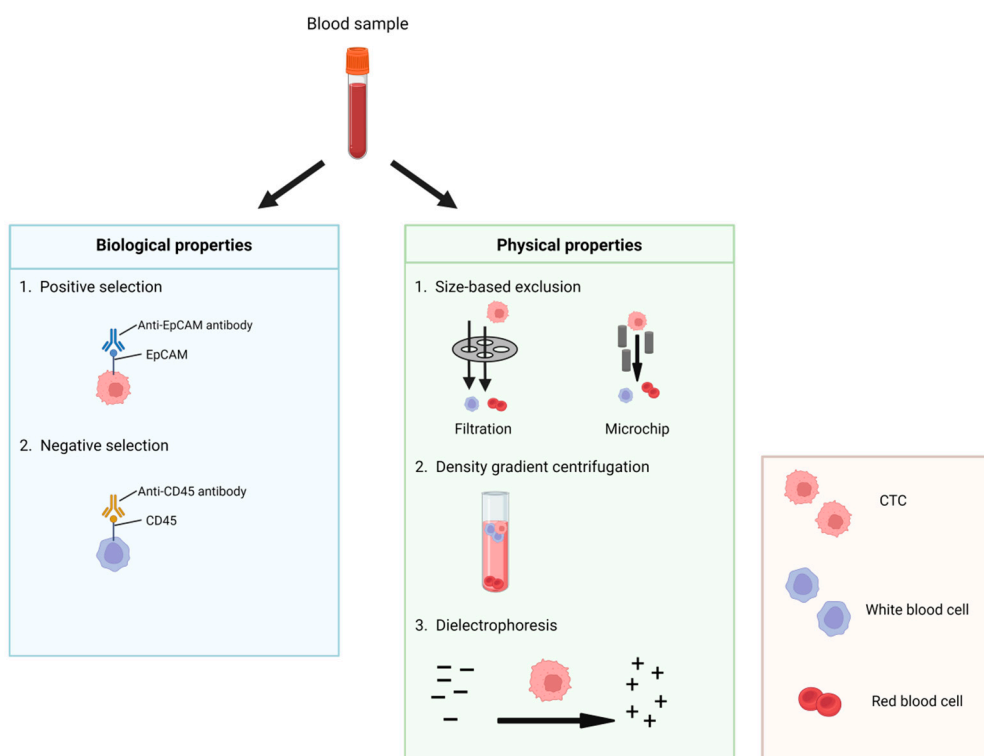 Blood sample
Biological properties
1. Positive selection
Anti-EpCAM antibody
EpCAM
2. Negative selection
Anti-CD45 antibody
CD45
Physical properties
1. Size-based exclusion
Filtration
Microchip
2. Density gradient centrifugation
3. Dielectrophoresis
CTC
White blood cell
Red blood cell